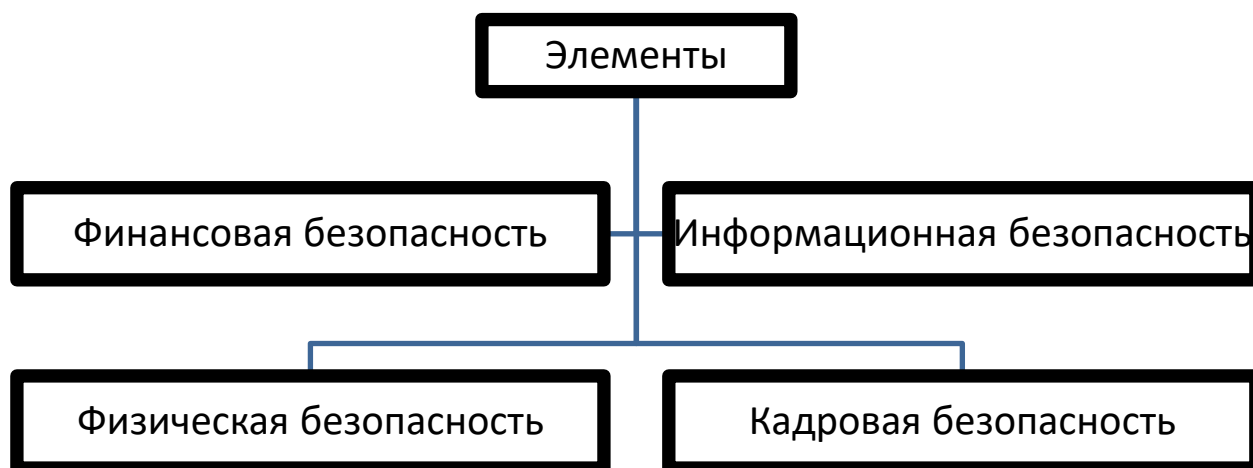 Элементы
Финансовая безопасность
Информационная безопасность
Физическая безопасность
Кадровая безопасность